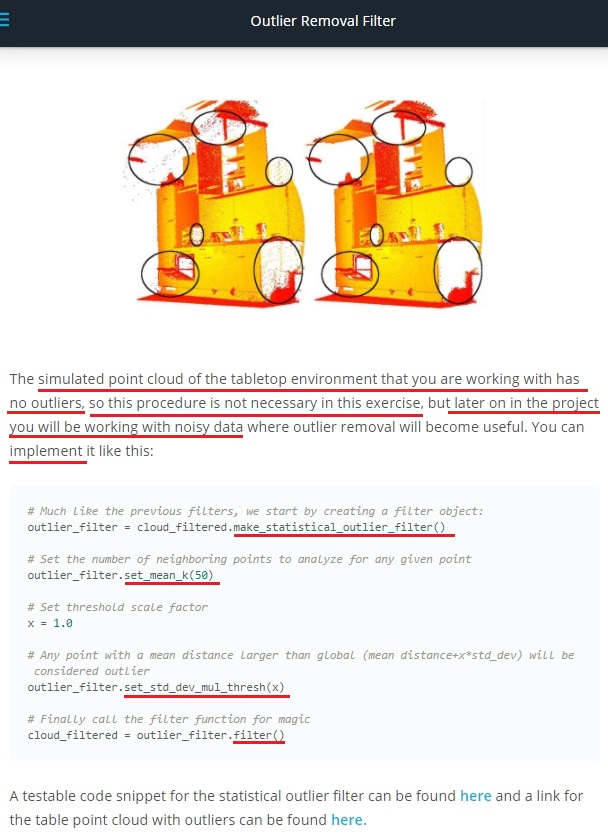 Outlier Removal Filter
The simulated point cloud of the tabletop environment that you are working with has
no outliers, so this procedure is not necessary in this exercise, but later on in the project
you will be working with noisy data where outlier removal will become useful. You can
implement it like this:
# Much like the previous filters, we start by creating a filter object:
outlier_filter = cloud_filtered.make_statistical_outlier_filter()
# Set the number of neighboring points to analyze for any given point
outlier_filter.set_mean_k(50)
# Set threshold scale factor
x = 1.0
# Any point with a mean distance larger than global (mean distance+x*std_dev) will be
considered outlier
outlier_filter.set_std_dev_mul_thresh(x)
# Finally call the filter function for magic
cloud_filtered = outlier_filter.filter()
A testable code snippet for the statistical outlier filter can be found here and a link for
the table point cloud with outliers can be found here.